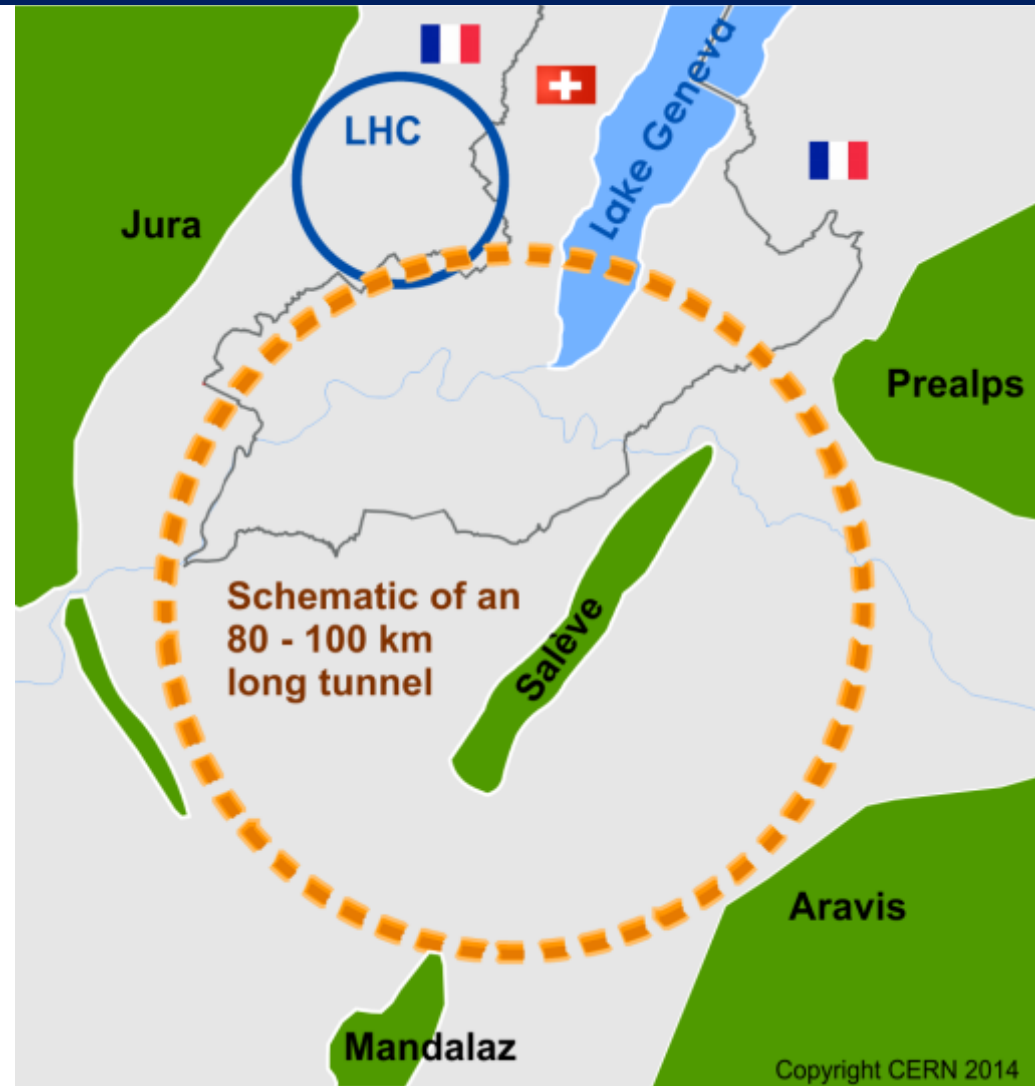 LHC
Lake Geneva
Jura
Prealps
Schematic of an
80 - 100 km
long tunnel
Salève
Aravis
Mandalaz
Copyright CERN 2014